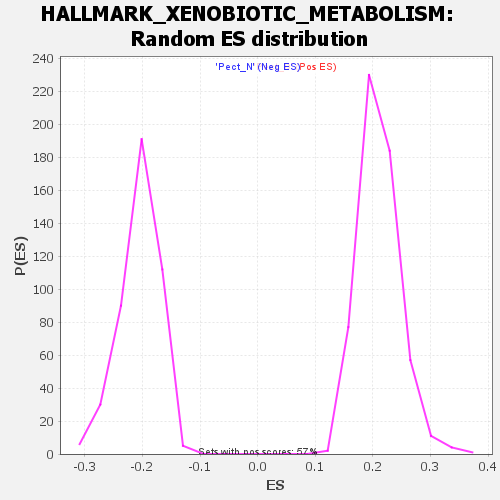 HALLMARK_XENOBIOTIC_METABOLISM:
Random ES distribution
'Pect_N' (Neg ES) Pos ES)
240
220
200
180
160
140
120
100
80
60
40
20
0
P(ES)
Sets with pos scores: 57%
-0.3 -0.2 -0.1 0.0 0.1 0.2 0.3 0.4
ES